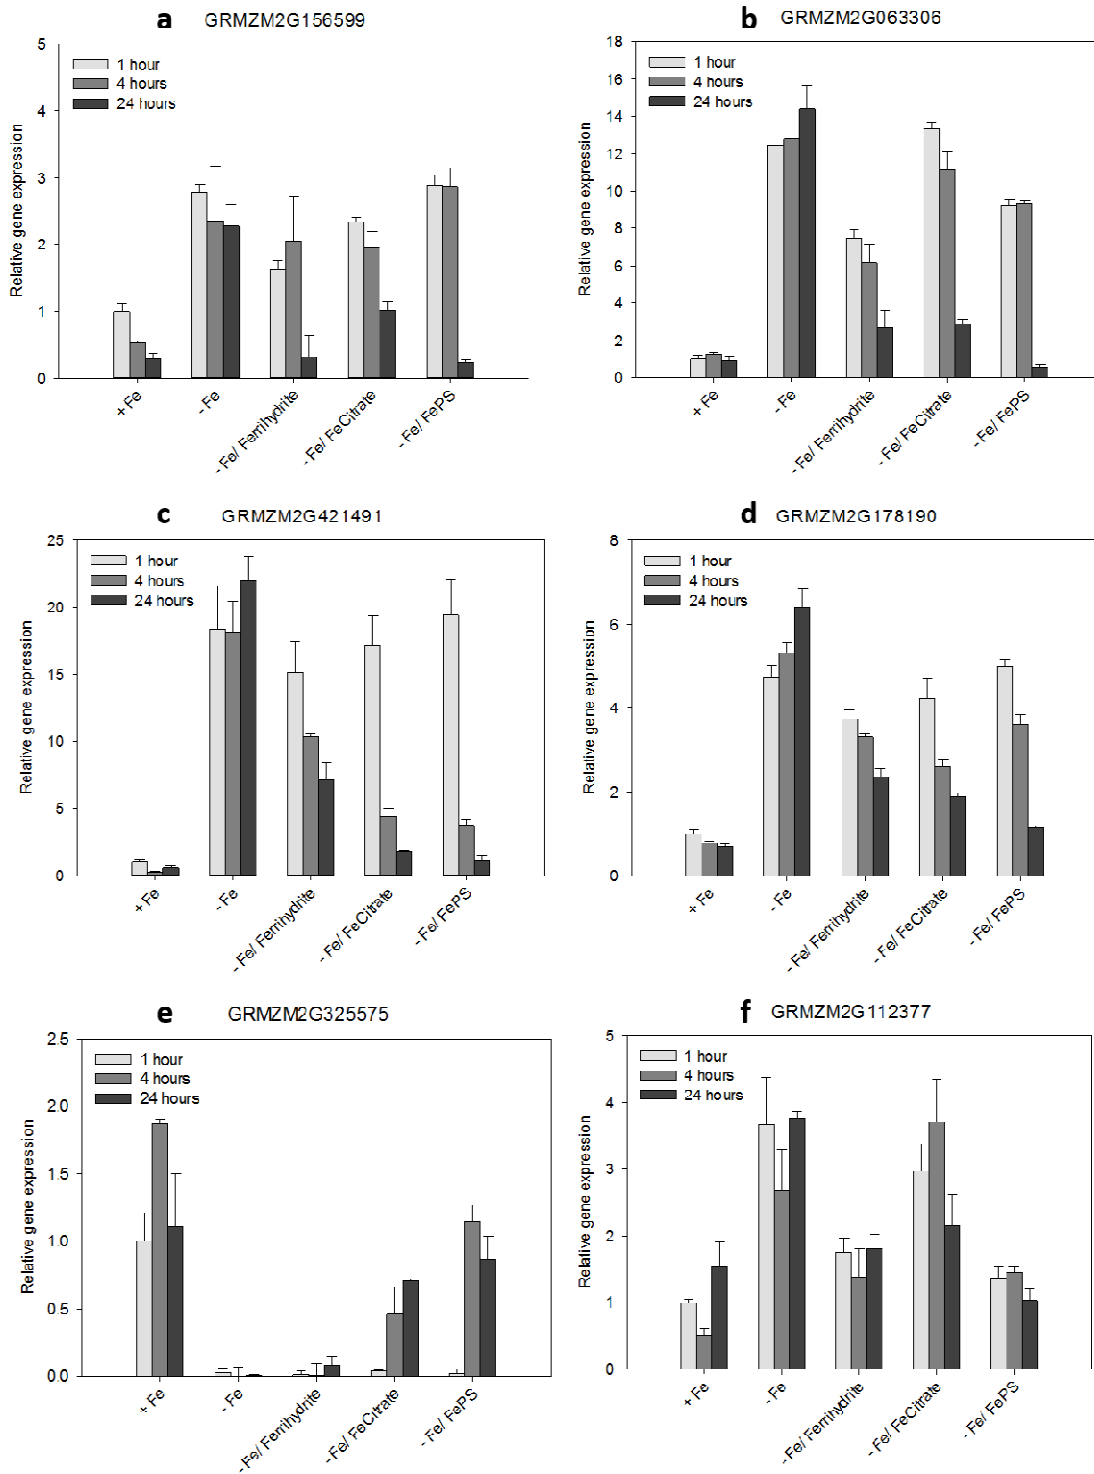 a GRMZM2G156599
Relative gene expression
5
4
3
2
1
0
1 hour
4 hours
24 hours
+ Fe
- Fe
- Fe/ Ferrihydrite
- Fe/ FeCitrate
- Fe/ FePS
b GRMZM2G063306
Relative gene expression
18
16
14
12
10
8
6
4
2
0
1 hour
4 hours
24 hours
+ Fe
- Fe
- Fe/ Ferrihydrite
- Fe/ FeCitrate
- Fe/ FePS
c GRMZM2G421491
Relative gene expression
25
20
15
10
5
0
1 hour
4 hours
24 hours
+ Fe
- Fe
- Fe/ Ferrihydrite
- Fe/ FeCitrate
- Fe/ FePS
d GRMZM2G178190
Relative gene expression
8
6
4
2
0
1 hour
4 hours
24 hours
+ Fe
- Fe
- Fe/ Ferrihydrite
- Fe/ FeCitrate
- Fe/ FePS
e GRMZM2G325575
Relative gene expression
2.5
2.0
1.5
1.0
0.5
0.0
1 hour
4 hours
24 hours
+ Fe
- Fe
- Fe/ Ferrihydrite
- Fe/ FeCitrate
- Fe/ FePS
f GRMZM2G112377
Relative gene expression
5
4
3
2
1
0
1 hour
4 hours
24 hours
+ Fe
- Fe
- Fe/ Ferrihydrite
- Fe/ FeCitrate
- Fe/ FePS